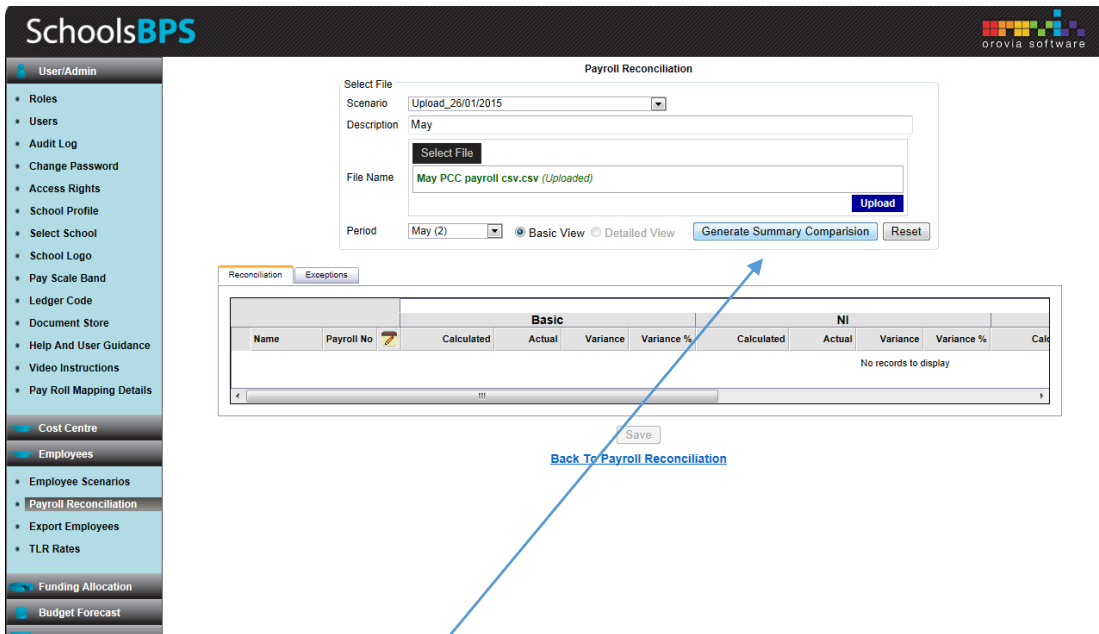 SchoolsBPS
orovia software
User/Admin
Roles
Users
Audit Log
Change Password
Access Rights
School Profile
Select School
School Logo
Pay Scale Band
Ledger Code
Document Store
Help And User Guidance
Video Instructions
Pay Roll Mapping Details
Cost Centre
Employees
Employee Scenarios
Payroll Reconciliation
Export Employees
TLR Rates
Funding Allocation
Budget Forecast
Payroll Reconciliation
Select File
Scenario Upload_26/01/2015
Description May
Select File
File Name May PCC payroll csv.csv (Uploaded)
Upload
Period May (2) Basic View Detailed View Generate Summary Comparision Reset
Reconciliation Exceptions
Basic NI
Name Payroll No Calculated Actual Variance Variance % Calculated Actual Variance Variance % Calc
No records to display
Save
Back To Payroll Reconciliation